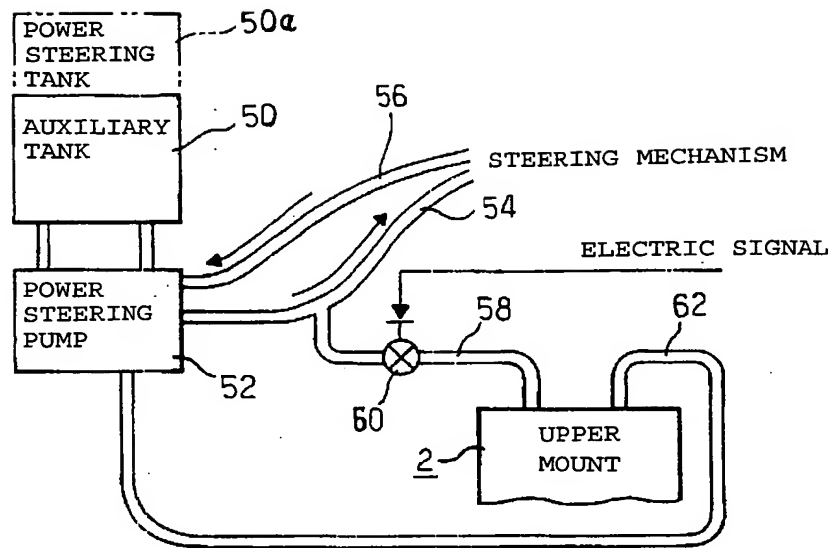 POWER
STEERING
TANK
50a
AUXILIARY
TANK
50
56
STEERING MECHANISM
54
ELECTRIC SIGNAL
POWER
STEERING
PUMP
52
58
62
60
2
UPPER
MOUNT